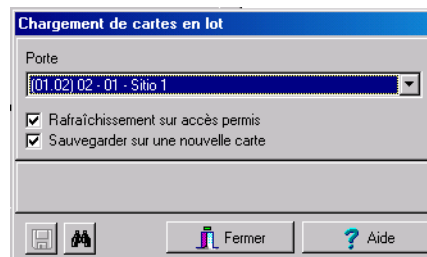 Chargement de cartes en lot
Porte
(01.02) 02 - 01 - Sitio 1
Rafraîchissement sur accès permis
Sauvegarder sur une nouvelle carte
Fermer
? Aide